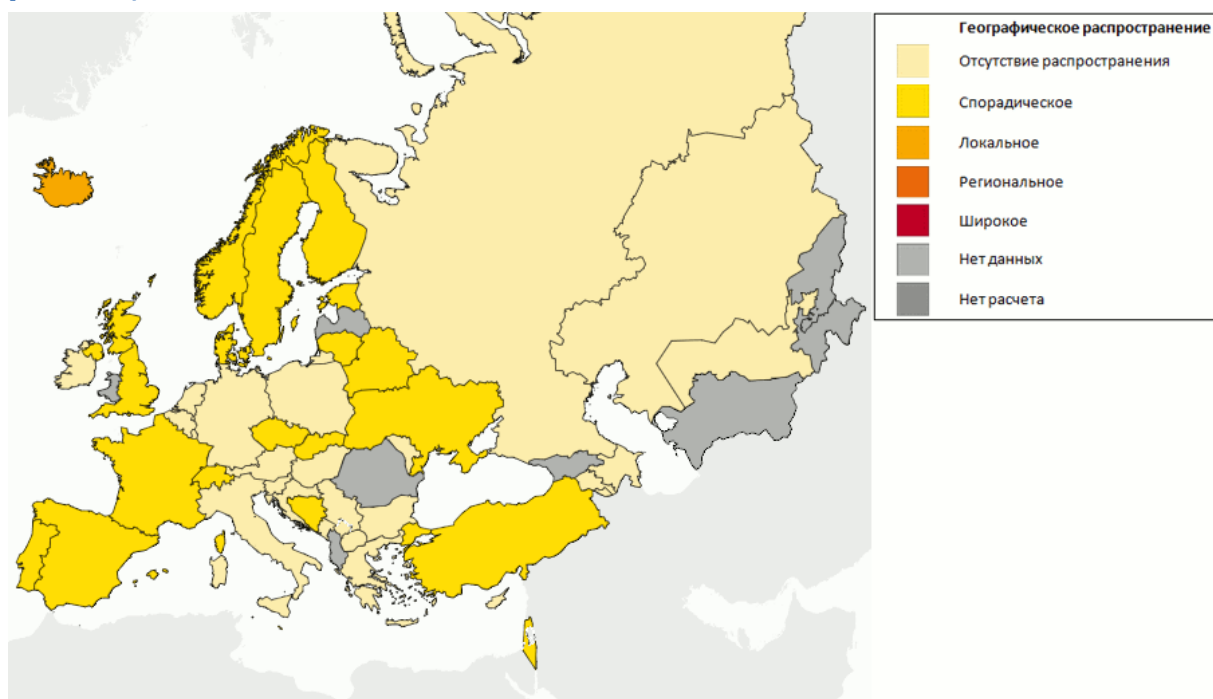 Географическое распространение
Отсутствие распространения
Спорадическое
Локальное
Региональное
Широкое
Нет данных
Нет расчета